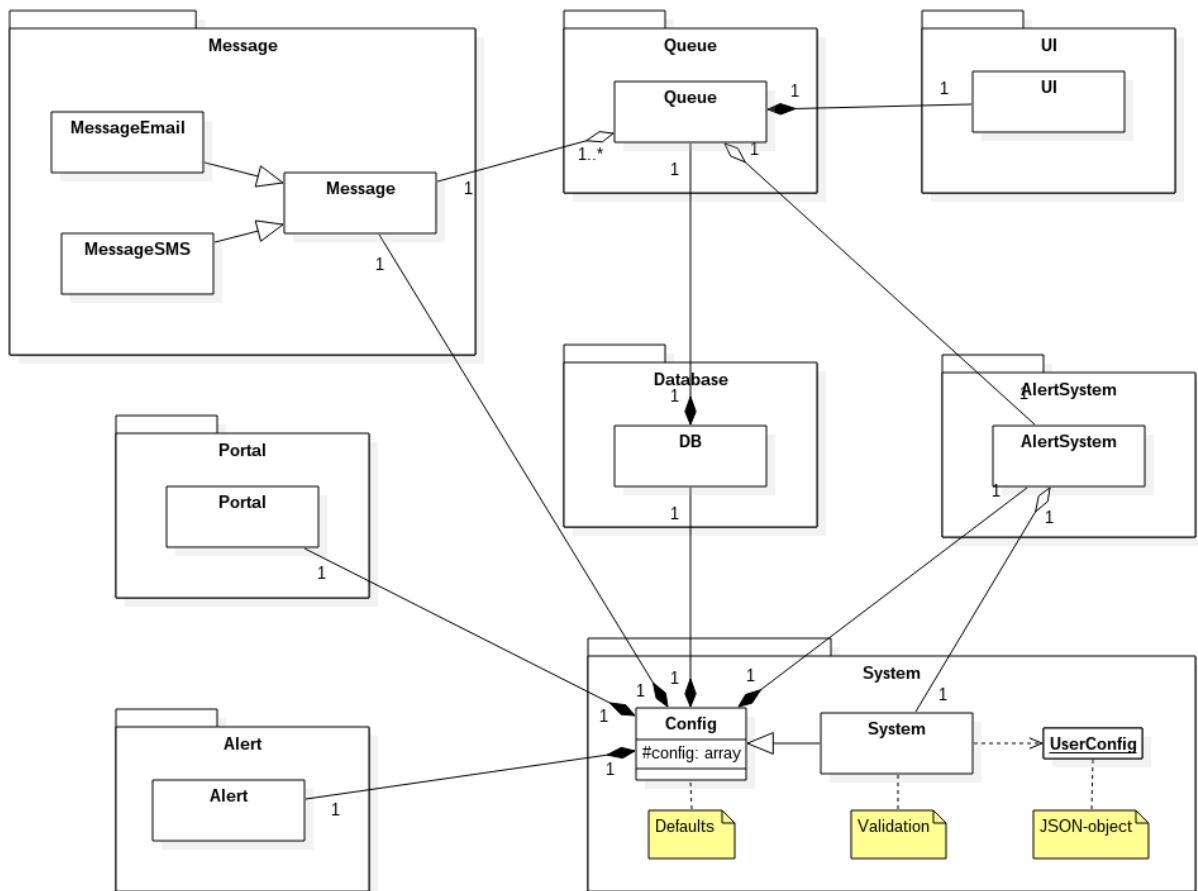 Message
Queue
UI
Queue
UI
1
1
MessageEmail
1..*
1
Message
1
1
MessageSMS
1
Database
1
AlertSystem
1
DB
AlertSystem
Portal
Portal
1
1
1
1
System
1
1
1
1
1
Config
#config: array
System
UserConfig
Alert
1
Alert
1
Defaults
Validation
JSON-object